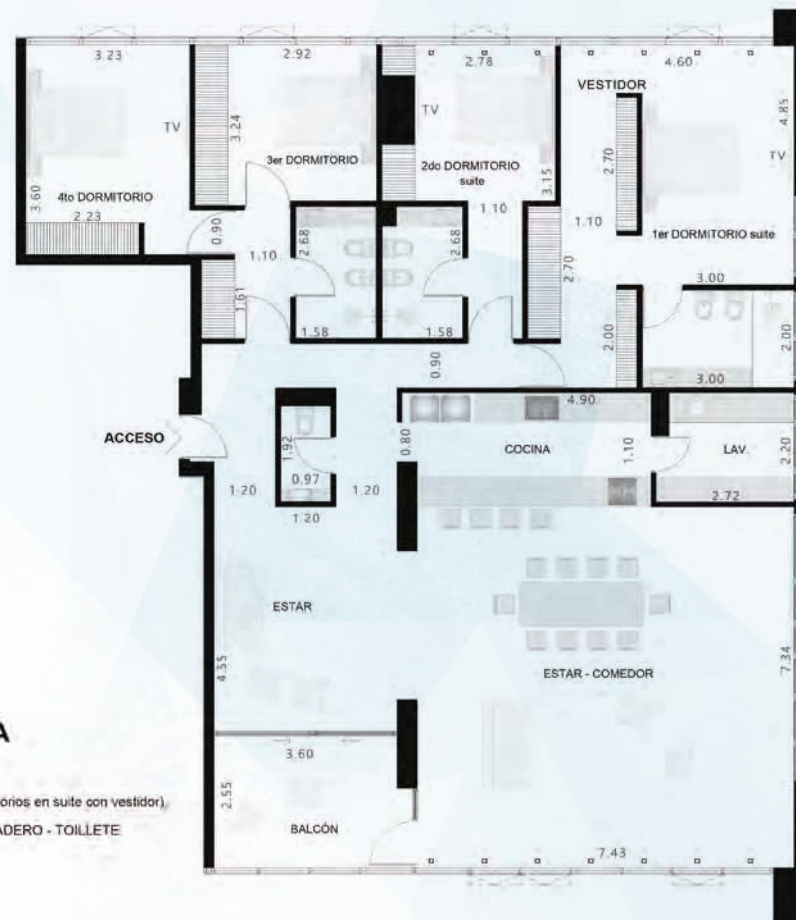 3.23
2.92
2.78
4.60
VESTIDOR
4.85
TV
TV
TV
3.24
2.70
3er DORMITORIO
2do DORMITORIO
suite
3.15
3.60
4to DORMITORIO
2.23
0.90
1.10
1.10
1.10
1er DORMITORIO suite
2.68
2.68
2.70
3.00
1.61
1.58
1.58
2.00
2.00
0.90
3.00
4.90
ACCESO
1.92
0.80
COCINA
1.10
LAV.
2.20
0.97
1.20
1.20
2.72
1.20
ESTAR
4.55
ESTAR - COMEDOR
7.34
A
3.60
2.55
orios en suite con vestidor),
ADERO - TOILLETE
BALCÓN
7.43